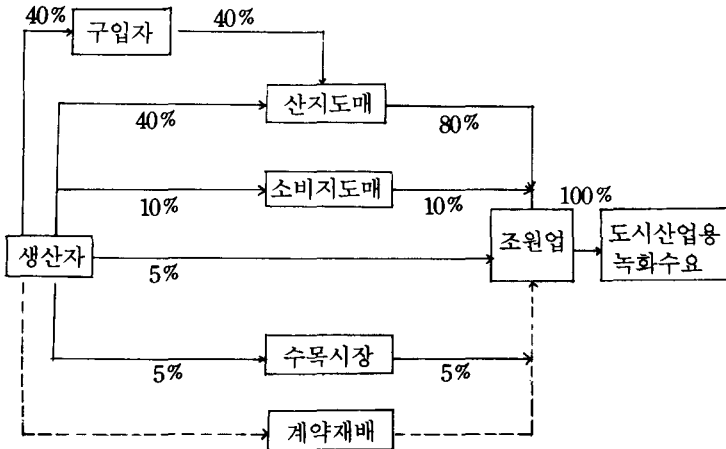 40%
구입자
40%
산지도매
40%
80%
소비지도매
10%
10%
100%
생산자
5%
조원업
도시산업용
녹화수요
수목시장
5%
5%
계약재배